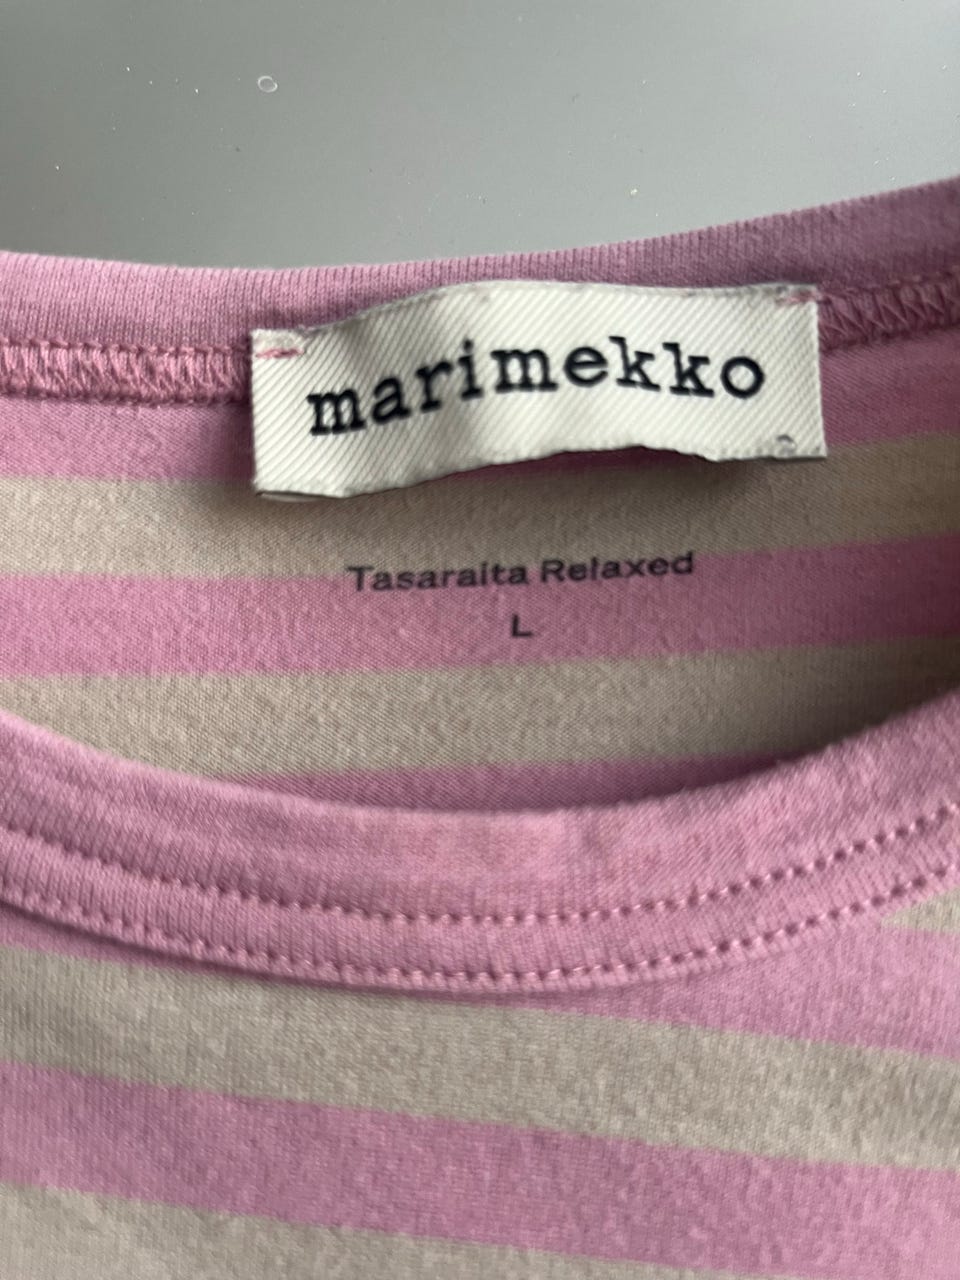 marimekko
Tasaraita Relaxed
L